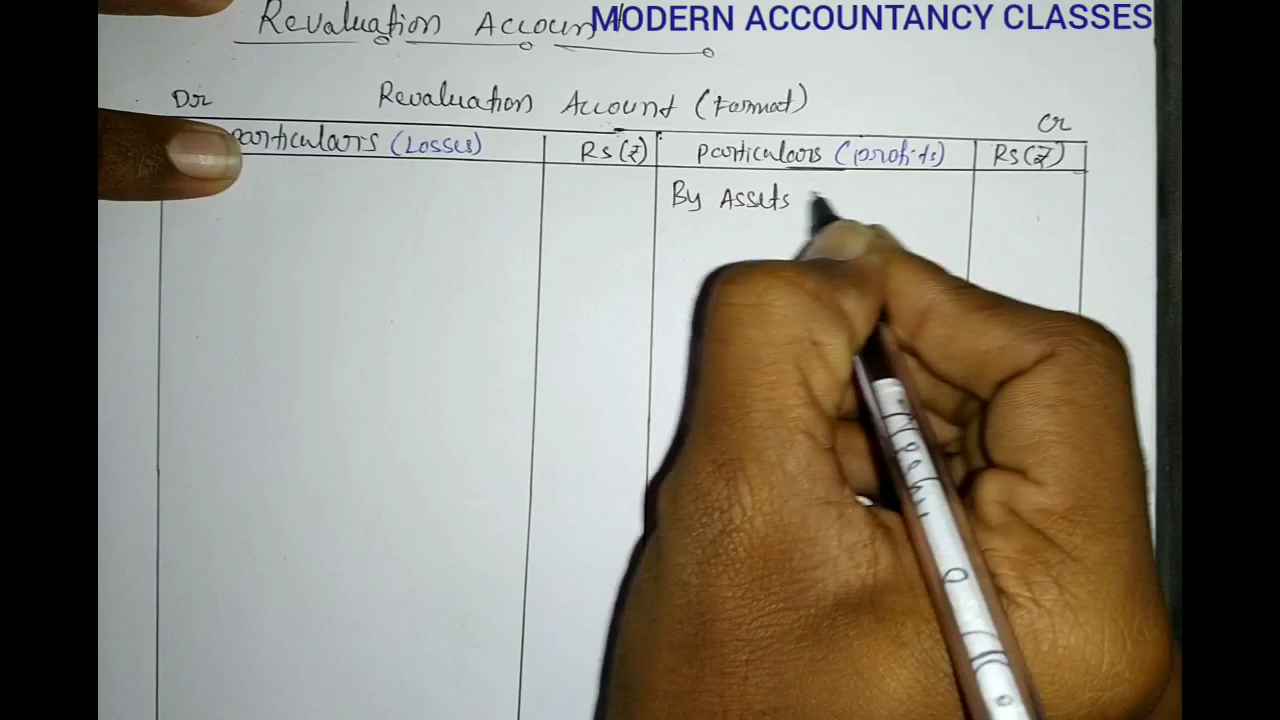 Revaluation Account
MODERN ACCOUNTANCY CLASSES
Revaluation Account (Format)
Dr
Cr
particulars (Losses) Rs(₹) particulars (profits) Rs(₹)
By Assets